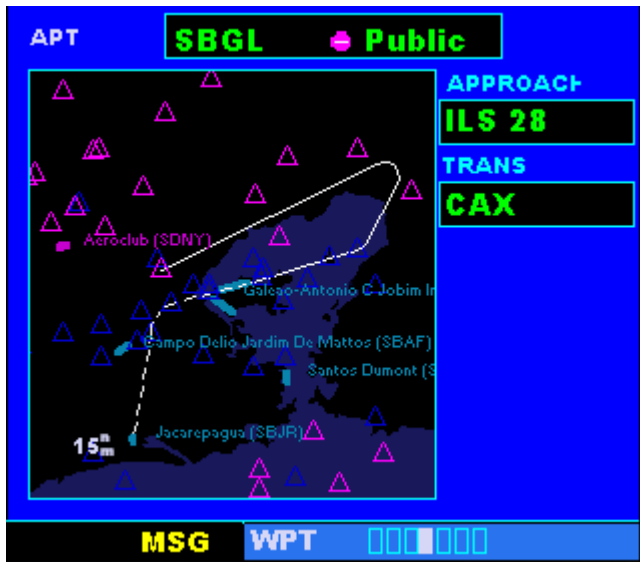 APT
SBGL Public
APPROACH
ILS 28
TRANS
CAX
Aeroclub (SDNY)
Galeao-Antonio C Jobim In
Campo Delio Jardim De Mattos (SBAF)
Santos Dumont (S
Jacarepagua (SBJR)
15nm
MSG
WPT